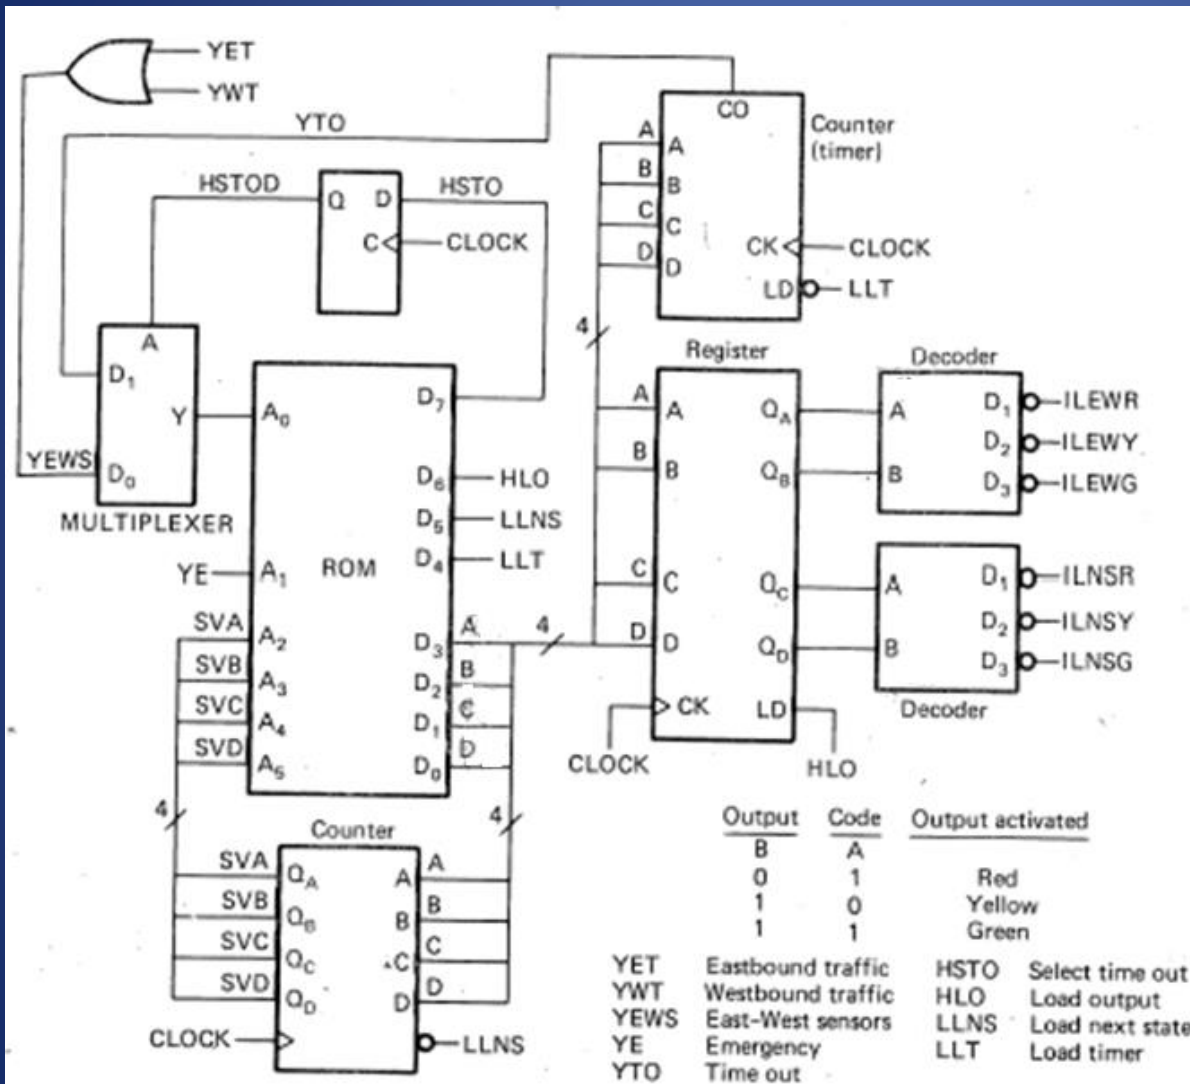 YET
YWT
YTO
CO
Counter
(timer)
A A
B B
C C
D D
CK CLOCK
LD LLT
HSTOD
Q D
HSTO
C CLOCK
4
A
D1
Y
YEWS
D0
MULTIPLEXER
A0
D7
D6 HLO
D5 LLNS
D4 LLT
ROM
YE A1
SVA A2
SVB A3
SVC A4
SVD A5
D3 A
D2 B
D1 C
D0 D
4
4
4
Register
A A QA
B B QB
C C QC
D D QD
CK LD
CLOCK
HLO
Decoder
A D1 ILEWR
D2 ILEWY
B D3 ILEWG
A D1 ILNSR
D2 ILNSY
B D3 ILNSG
Decoder
Counter
SVA QA A A
SVB QB B B
SVC QC C C
SVD QD D D
CLOCK LLNS
Output Code Output activated
B A
0 1 Red
1 0 Yellow
1 1 Green
YET Eastbound traffic HSTO Select time out
YWT Westbound traffic HLO Load output
YEWS East-West sensors LLNS Load next state
YE Emergency LLT Load timer
YTO Time out